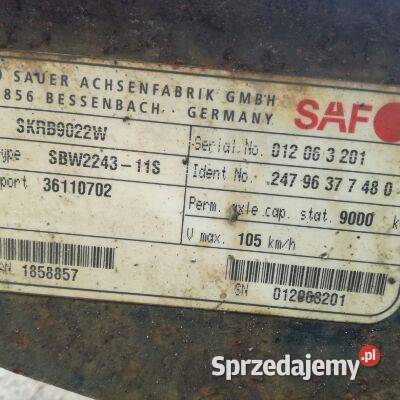 O SAUER ACHSENFABRIK GMBH
856 BESSENBACH · GERMANY
SAF
SKRB9022W
Serial No. 012 06 3 201
ype SBW2243-11S
Ident No. 247 96 37 7 48 0
port 36110702
Perm. axle cap. stat. 9000 k
V max. 105 km/h
1858857
SN
Sprzedajemy.pl